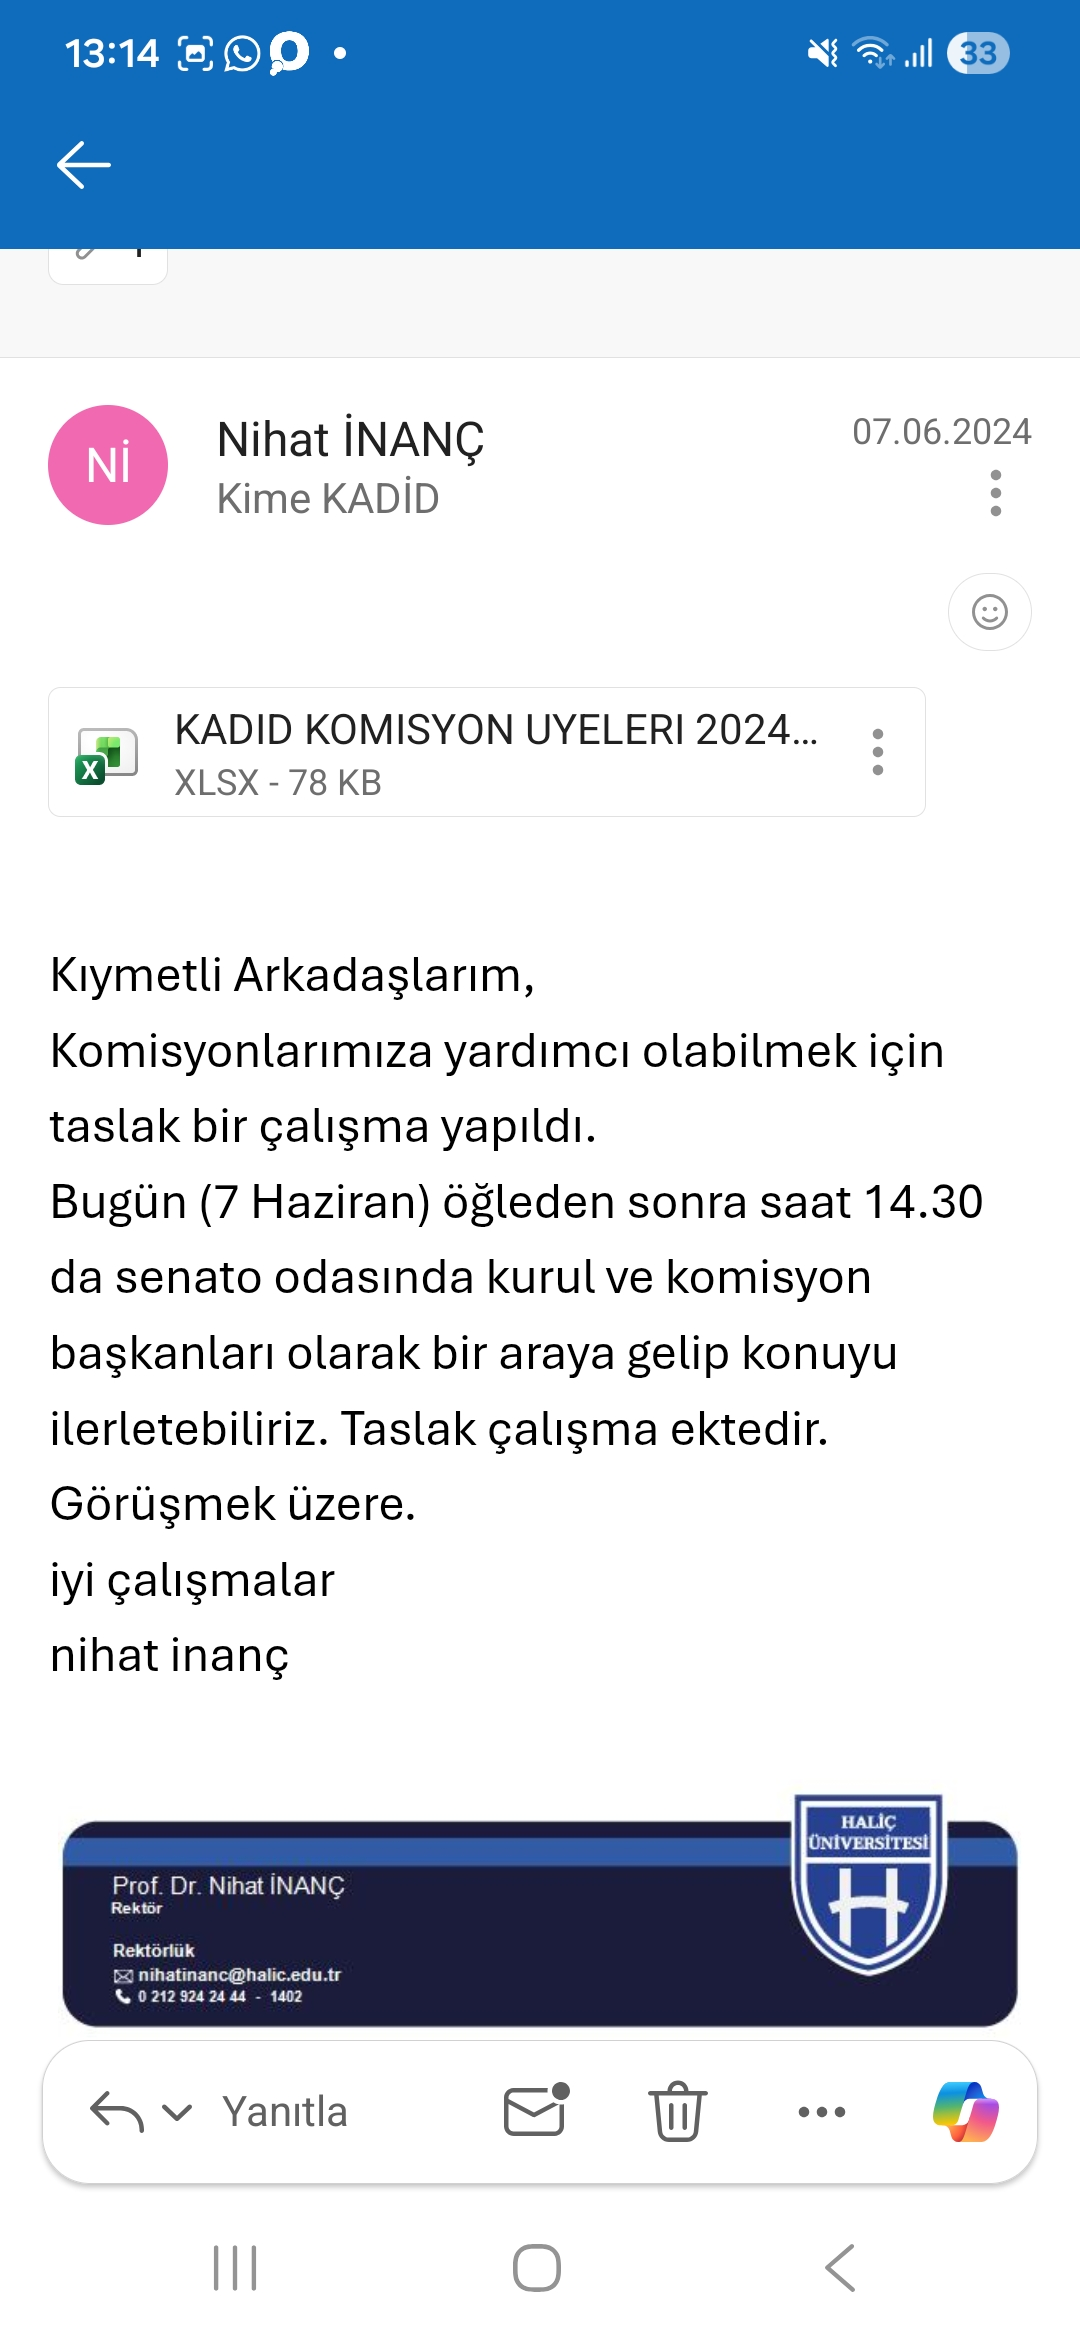 13:14
33
Nİ
Nihat İNANÇ
07.06.2024
Kime KADİD
KADID KOMISYON UYELERI 2024...
X
XLSX - 78 KB
Kıymetli Arkadaşlarım,
Komisyonlarımıza yardımcı olabilmek için
taslak bir çalışma yapıldı.
Bugün (7 Haziran) öğleden sonra saat 14.30
da senato odasında kurul ve komisyon
başkanları olarak bir araya gelip konuyu
ilerletebiliriz. Taslak çalışma ektedir.
Görüşmek üzere.
iyi çalışmalar
nihat inanç
HALİÇ
ÜNİVERSİTESİ
Prof. Dr. Nihat İNANÇ
Rektör
Rektörlük
nihatinanc@halic.edu.tr
0 212 924 24 44 - 1402
Yanıtla